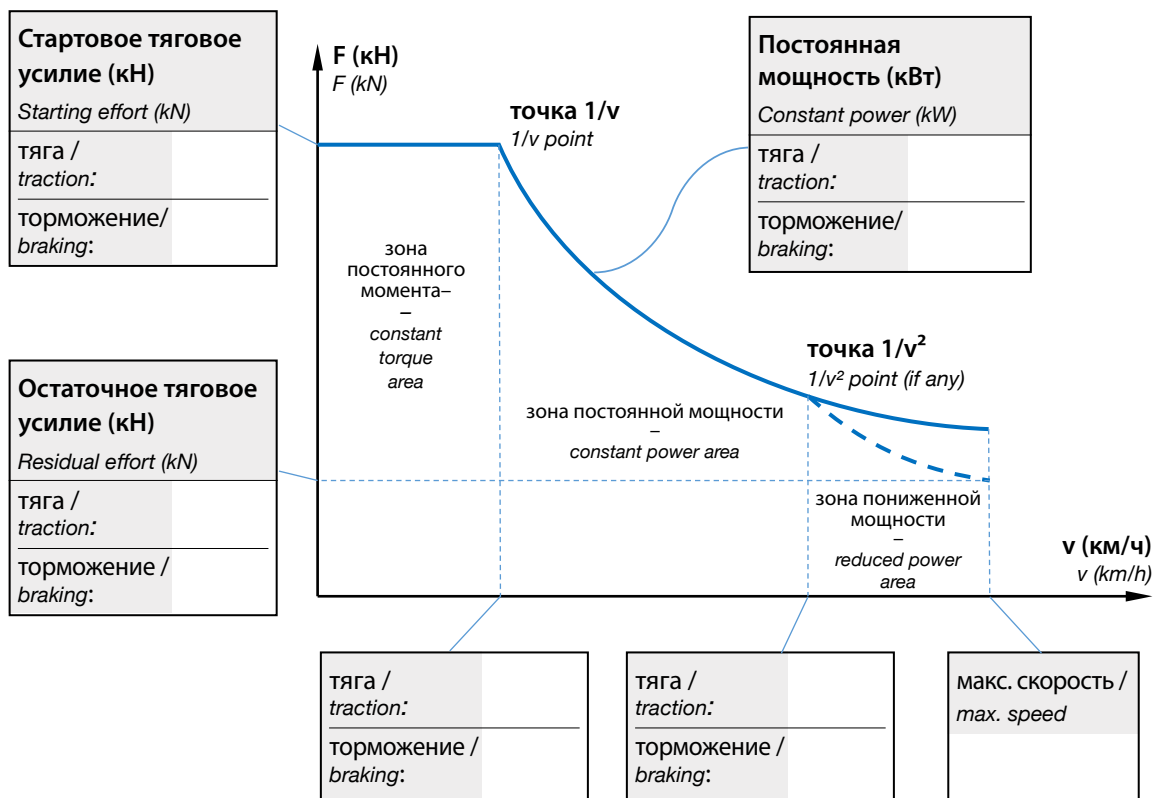 Стартовое тяговое
усилие (кН)
Starting effort (kN)
тяга /
traction:
торможение/
braking:
F (кН)
F (kN)
точка 1/v
1/v point
Постоянная
мощность (кВт)
Constant power (kW)
тяга /
traction:
торможение/
braking:
зона
постоянного
момента–
–
constant
torque
area
Остаточное тяговое
усилие (кН)
Residual effort (kN)
тяга /
traction:
торможение /
braking:
точка 1/v²
1/v² point (if any)
зона постоянной мощности
–
constant power area
зона пониженной
мощности
–
reduced power
area
v (км/ч)
v (km/h)
тяга /
traction:
торможение /
braking:
тяга /
traction:
торможение /
braking:
макс. скорость /
max. speed